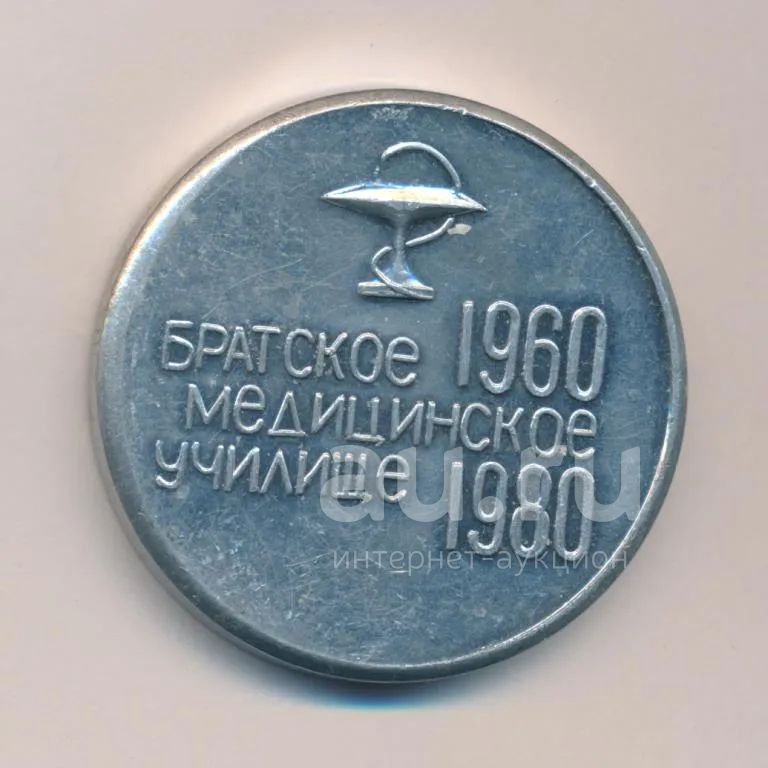 БРАТСКОЕ 1960
МЕДИЦИНСКОЕ
УЧИЛИЩЕ 1980
au.ru
интернет-аукцион